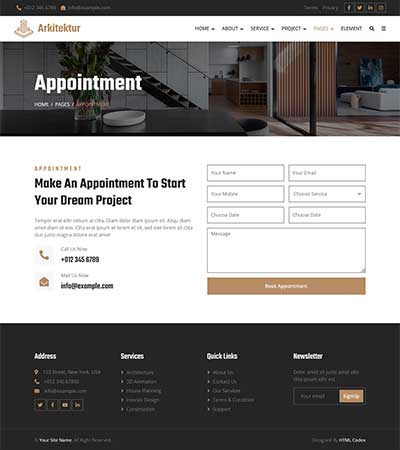 +012 345 6789 info@example.com Terms Privacy
Arkitektur
HOME ABOUT SERVICE PROJECT PAGES ELEMENT
Appointment
HOME / PAGES / APPOINTMENT
APPOINTMENT
Make An Appointment To Start
Your Dream Project
Tempor erat elitr rebum at clita. Diam dolor diam ipsum sit. Aliqu diam
amet diam et eos. Clita erat ipsum et lorem et sit, sed stet lorem sit clita
duo justo magna dolore erat amet
Call Us Now
+012 345 6789
Mail Us Now
info@example.com
Your Name Your Email
Your Mobile Choose Service
Choose Date Choose Date
Message
Book Appointment
Address
123 Street, New York, USA
+012 345 67890
info@example.com
Services
Architecture
3D Animation
House Planning
Interior Design
Construction
Quick Links
About Us
Contact Us
Our Services
Terms & Condition
Support
Newsletter
Dolor amet sit justo amet elitr
clita ipsum elitr est.
Your email SignUp
© Your Site Name, All Right Reserved.
Designed By HTML Codex